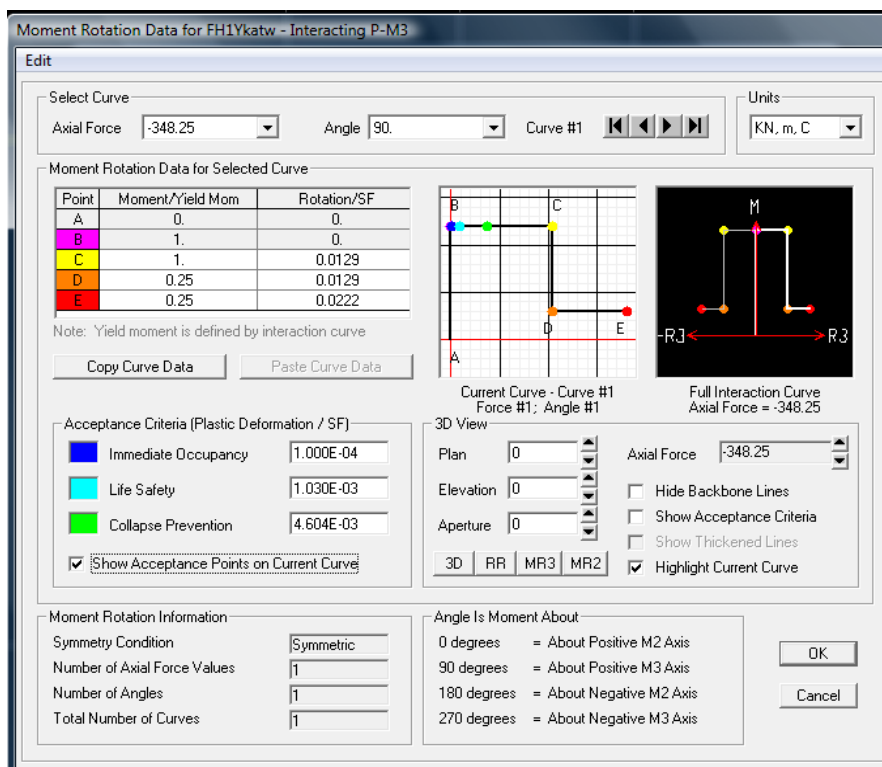 Moment Rotation Data for FH1Ykatw - Interacting P-M3
Edit
Select Curve
Axial Force -348.25 Angle 90. Curve #1
Units
KN, m, C
Moment Rotation Data for Selected Curve
Point Moment/Yield Mom Rotation/SF
A 0. 0.
B 1. 0.
C 1. 0.0129
D 0.25 0.0129
E 0.25 0.0222
Note: Yield moment is defined by interaction curve
Copy Curve Data Paste Curve Data
B C
D E
A
Current Curve - Curve #1
Force #1; Angle #1
M
-R3 R3
Full Interaction Curve
Axial Force = -348.25
Acceptance Criteria (Plastic Deformation / SF)
Immediate Occupancy 1.000E-04
Life Safety 1.030E-03
Collapse Prevention 4.604E-03
Show Acceptance Points on Current Curve
3D View
Plan 0
Elevation 0
Aperture 0
3D RR MR3 MR2
Axial Force -348.25
Hide Backbone Lines
Show Acceptance Criteria
Show Thickened Lines
Highlight Current Curve
Moment Rotation Information
Symmetry Condition Symmetric
Number of Axial Force Values 1
Number of Angles 1
Total Number of Curves 1
Angle Is Moment About
0 degrees = About Positive M2 Axis
90 degrees = About Positive M3 Axis
180 degrees = About Negative M2 Axis
270 degrees = About Negative M3 Axis
OK
Cancel